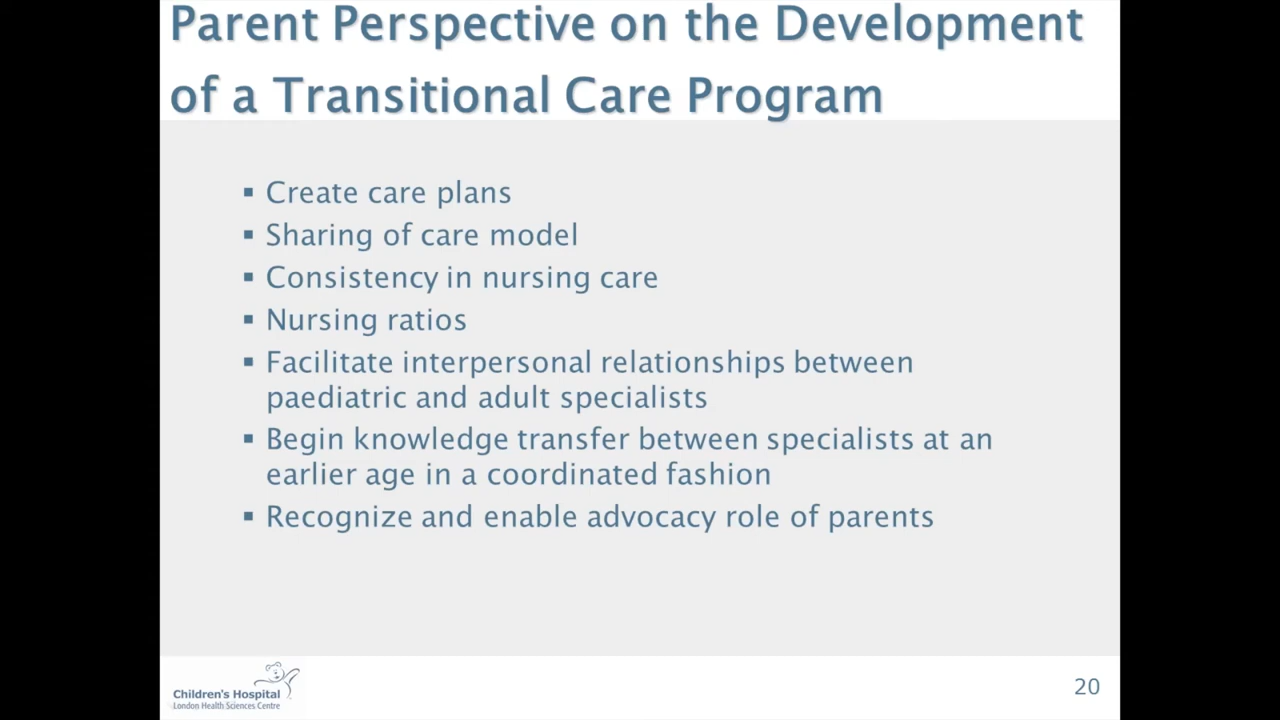 Parent Perspective on the Development
of a Transitional Care Program
▪ Create care plans
▪ Sharing of care model
▪ Consistency in nursing care
▪ Nursing ratios
▪ Facilitate interpersonal relationships between
paediatric and adult specialists
▪ Begin knowledge transfer between specialists at an
earlier age in a coordinated fashion
▪ Recognize and enable advocacy role of parents
Children's Hospital
London Health Sciences Centre
20